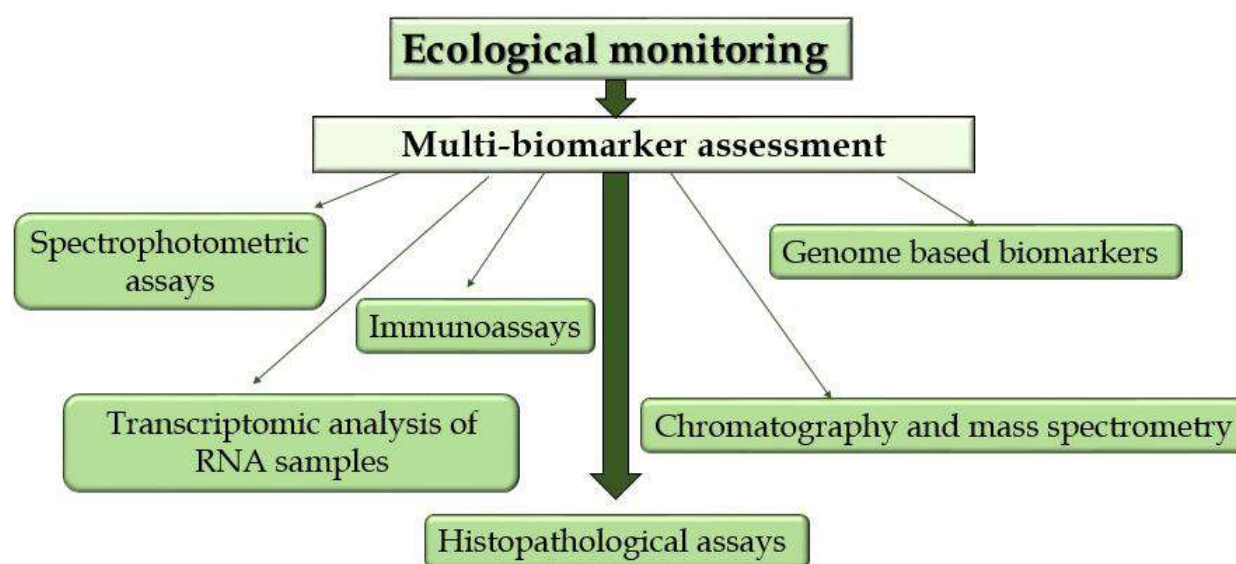 Ecological monitoring
Multi-biomarker assessment
Spectrophotometric
assays
Genome based biomarkers
Immunoassays
Transcriptomic analysis of
RNA samples
Chromatography and mass spectrometry
Histopathological assays